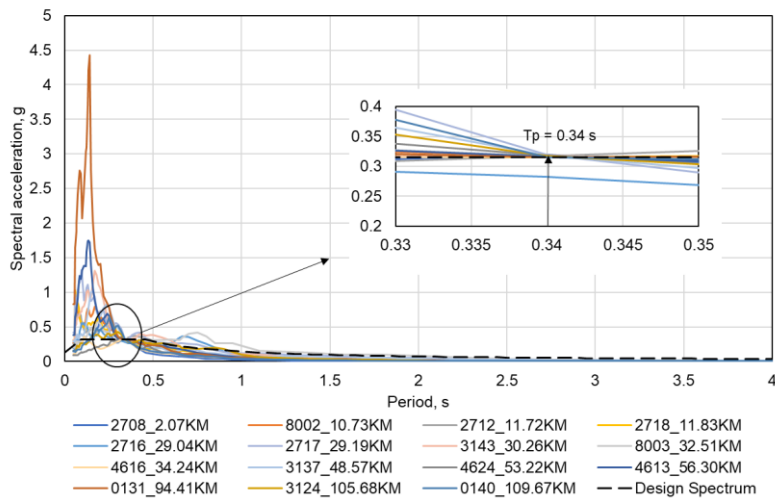 5
4.5
4
3.5
3
2.5
2
1.5
1
0.5
0
Spectral acceleration, g
0.4
0.35
0.3
0.25
0.2
Tp = 0.34 s
0.33 0.335 0.34 0.345 0.35
0 0.5 1 1.5 2 2.5 3 3.5 4
Period, s
2708_2.07KM 8002_10.73KM 2712_11.72KM 2718_11.83KM
2716_29.04KM 2717_29.19KM 3143_30.26KM 8003_32.51KM
4616_34.24KM 3137_48.57KM 4624_53.22KM 4613_56.30KM
0131_94.41KM 3124_105.68KM 0140_109.67KM Design Spectrum